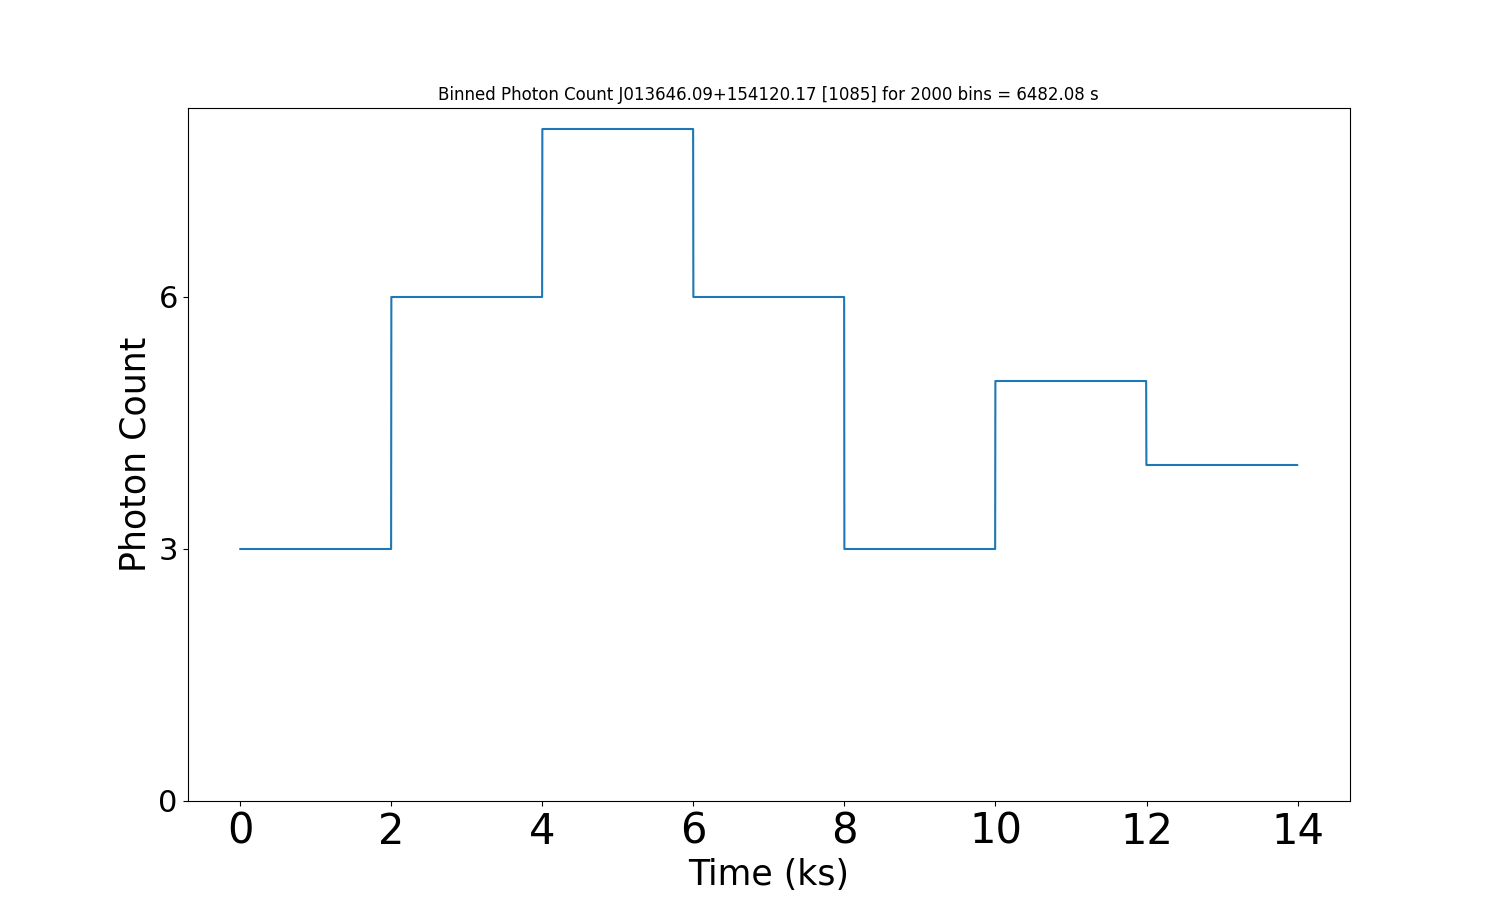 Binned Photon Count J013646.09+154120.17 [1085] for 2000 bins = 6482.08 s
6
3
0
Photon Count
0 2 4 6 8 10 12 14
Time (ks)